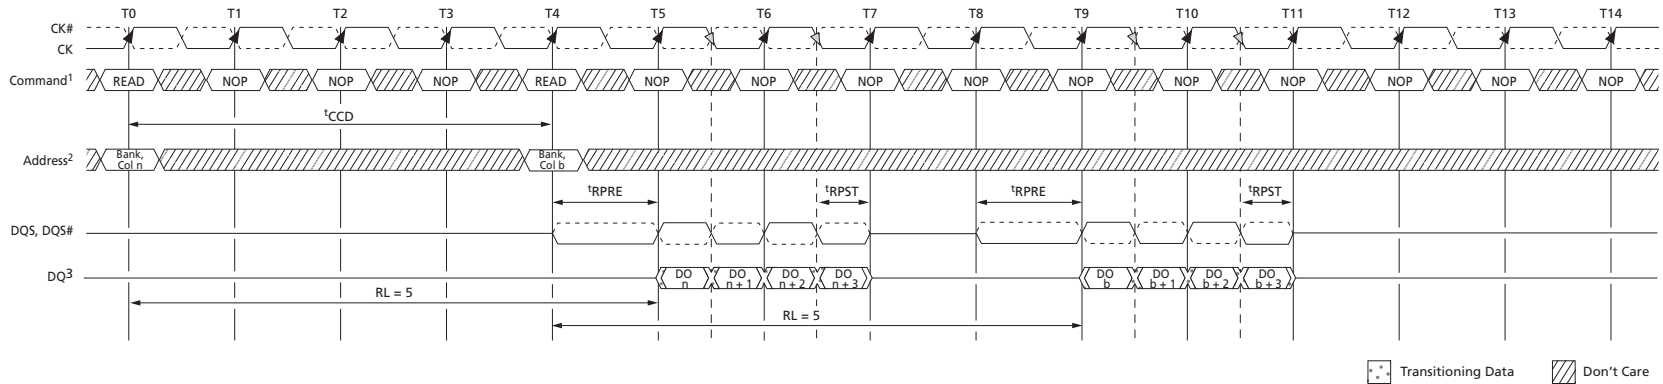 T0 T1 T2 T3 T4 T5 T6 T7 T8 T9 T10 T11 T12 T13 T14
CK#
CK
Command1 READ NOP NOP NOP READ NOP NOP NOP NOP NOP NOP NOP NOP NOP NOP
tCCD
Address2 Bank, Col n Bank, Col b
tRPRE tRPST tRPRE tRPST
DQS, DQS#
DQ3 DO n DO n + 1 DO n + 2 DO n + 3 DO b DO b + 1 DO b + 2 DO b + 3
RL = 5
RL = 5
Transitioning Data Don't Care